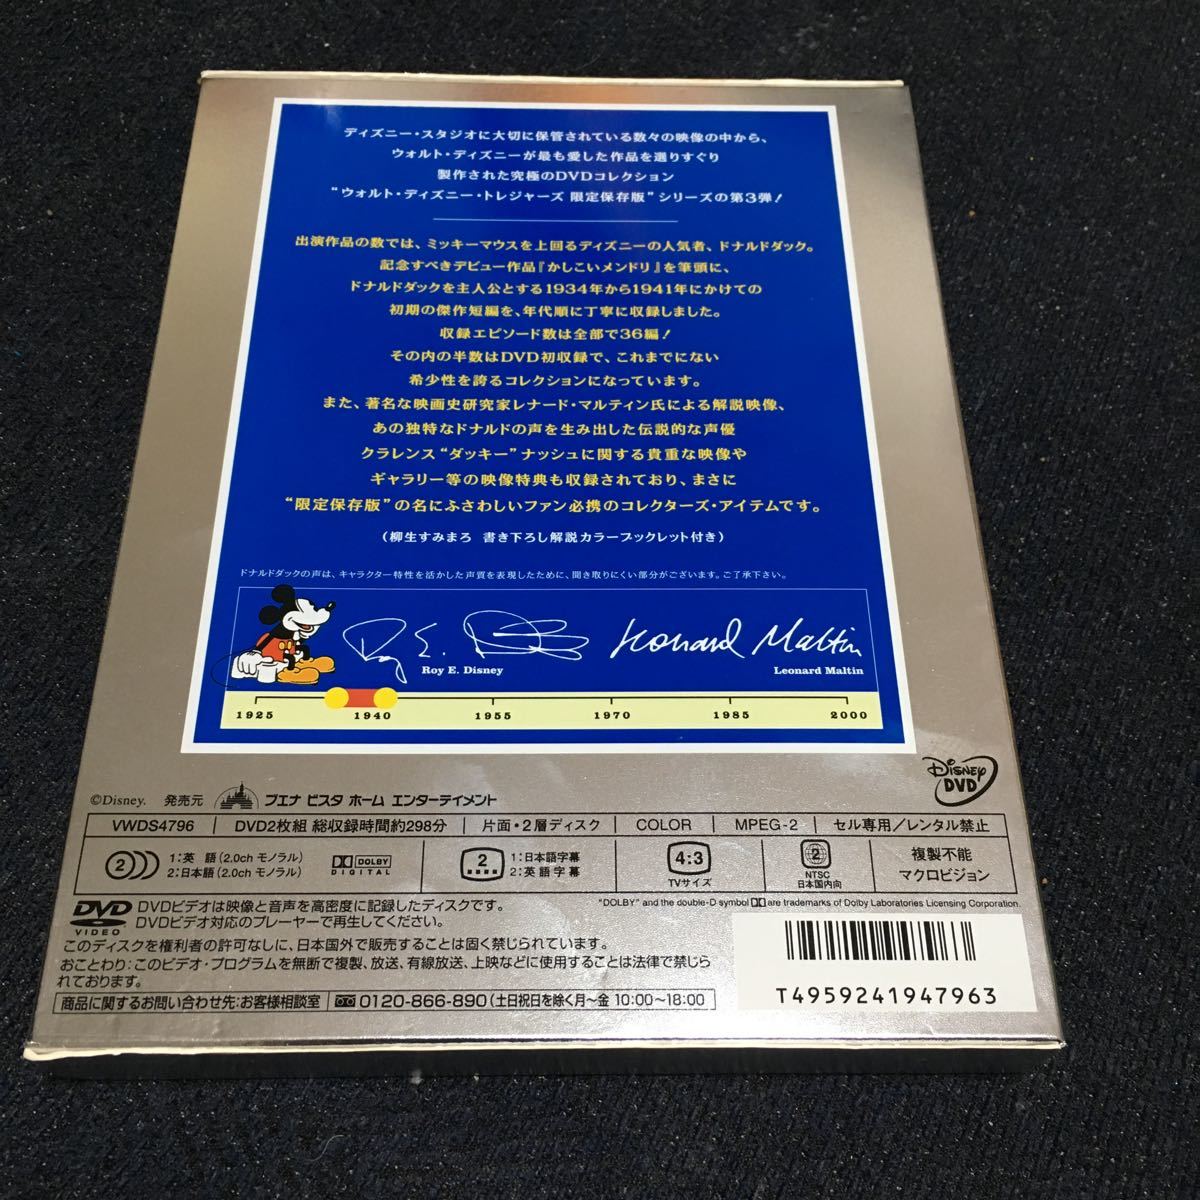 ディズニー・スタジオに大切に保管されている数々の映像の中から、
ウォルト・ディズニーが最も愛した作品を選りすぐり
製作された究極のDVDコレクション
“ウォルト・ディズニー・トレジャーズ 限定保存版”シリーズの第3弾!
出演作品の数では、ミッキーマウスを上回るディズニーの人気者、ドナルドダック。
記念すべきデビュー作品『かしこいメンドリ』を筆頭に、
ドナルドダックを主人公とする1934年から1941年にかけての
初期の傑作短編を、年代順に丁寧に収録しました。
収録エピソード数は全部で36編!
その内の半数はDVD初収録で、これまでにない
希少性を誇るコレクションになっています。
また、著名な映画史研究家レナード・マルティン氏による解説映像、
あの独特なドナルドの声を生み出した伝説的な声優
クラレンス“ダッキー”ナッシュに関する貴重な映像や
ギャラリー等の映像特典も収録されており、まさに
“限定保存版”の名にふさわしいファン必携のコレクターズ・アイテムです。
(柳生すみまろ 書き下ろし解説カラーブックレット付き)
ドナルドダックの声は、キャラクター特性を活かした声質を表現したために、聞き取りにくい部分がございます。ご了承下さい。
Roy E. Disney Leonard Maltin
Roy E. Disney Leonard Maltin
1925 1940 1955 1970 1985 2000
Disney DVD
©Disney. 発売元 ブエナ ビスタ ホーム エンターテイメント
VWDS4796 DVD2枚組 総収録時間約298分 片面・2層ディスク COLOR MPEG-2 セル専用/レンタル禁止
2 1:英 語(2.0ch モノラル) 2:日本語(2.0ch モノラル) DOLBY DIGITAL 2 1:日本語字幕 2:英語字幕 4:3 TVサイズ 2 NTSC 日本国内向 複製不能 マクロビジョン
"DOLBY" and the double-D symbol are trademarks of Dolby Laboratories Licensing Corporation.
DVD VIDEO DVDビデオは映像と音声を高密度に記録したディスクです。
DVDビデオ対応のプレーヤーで再生してください。
このディスクを権利者の許可なしに、日本国外で販売することは固く禁じられています。
おことわり:このビデオ・プログラムを無断で複製、放送、有線放送、上映などに使用することは法律で禁じら
れております。
商品に関するお問い合わせ先:お客様相談室 0120-866-890(土日祝日を除く月~金 10:00~18:00)
T4959241947963